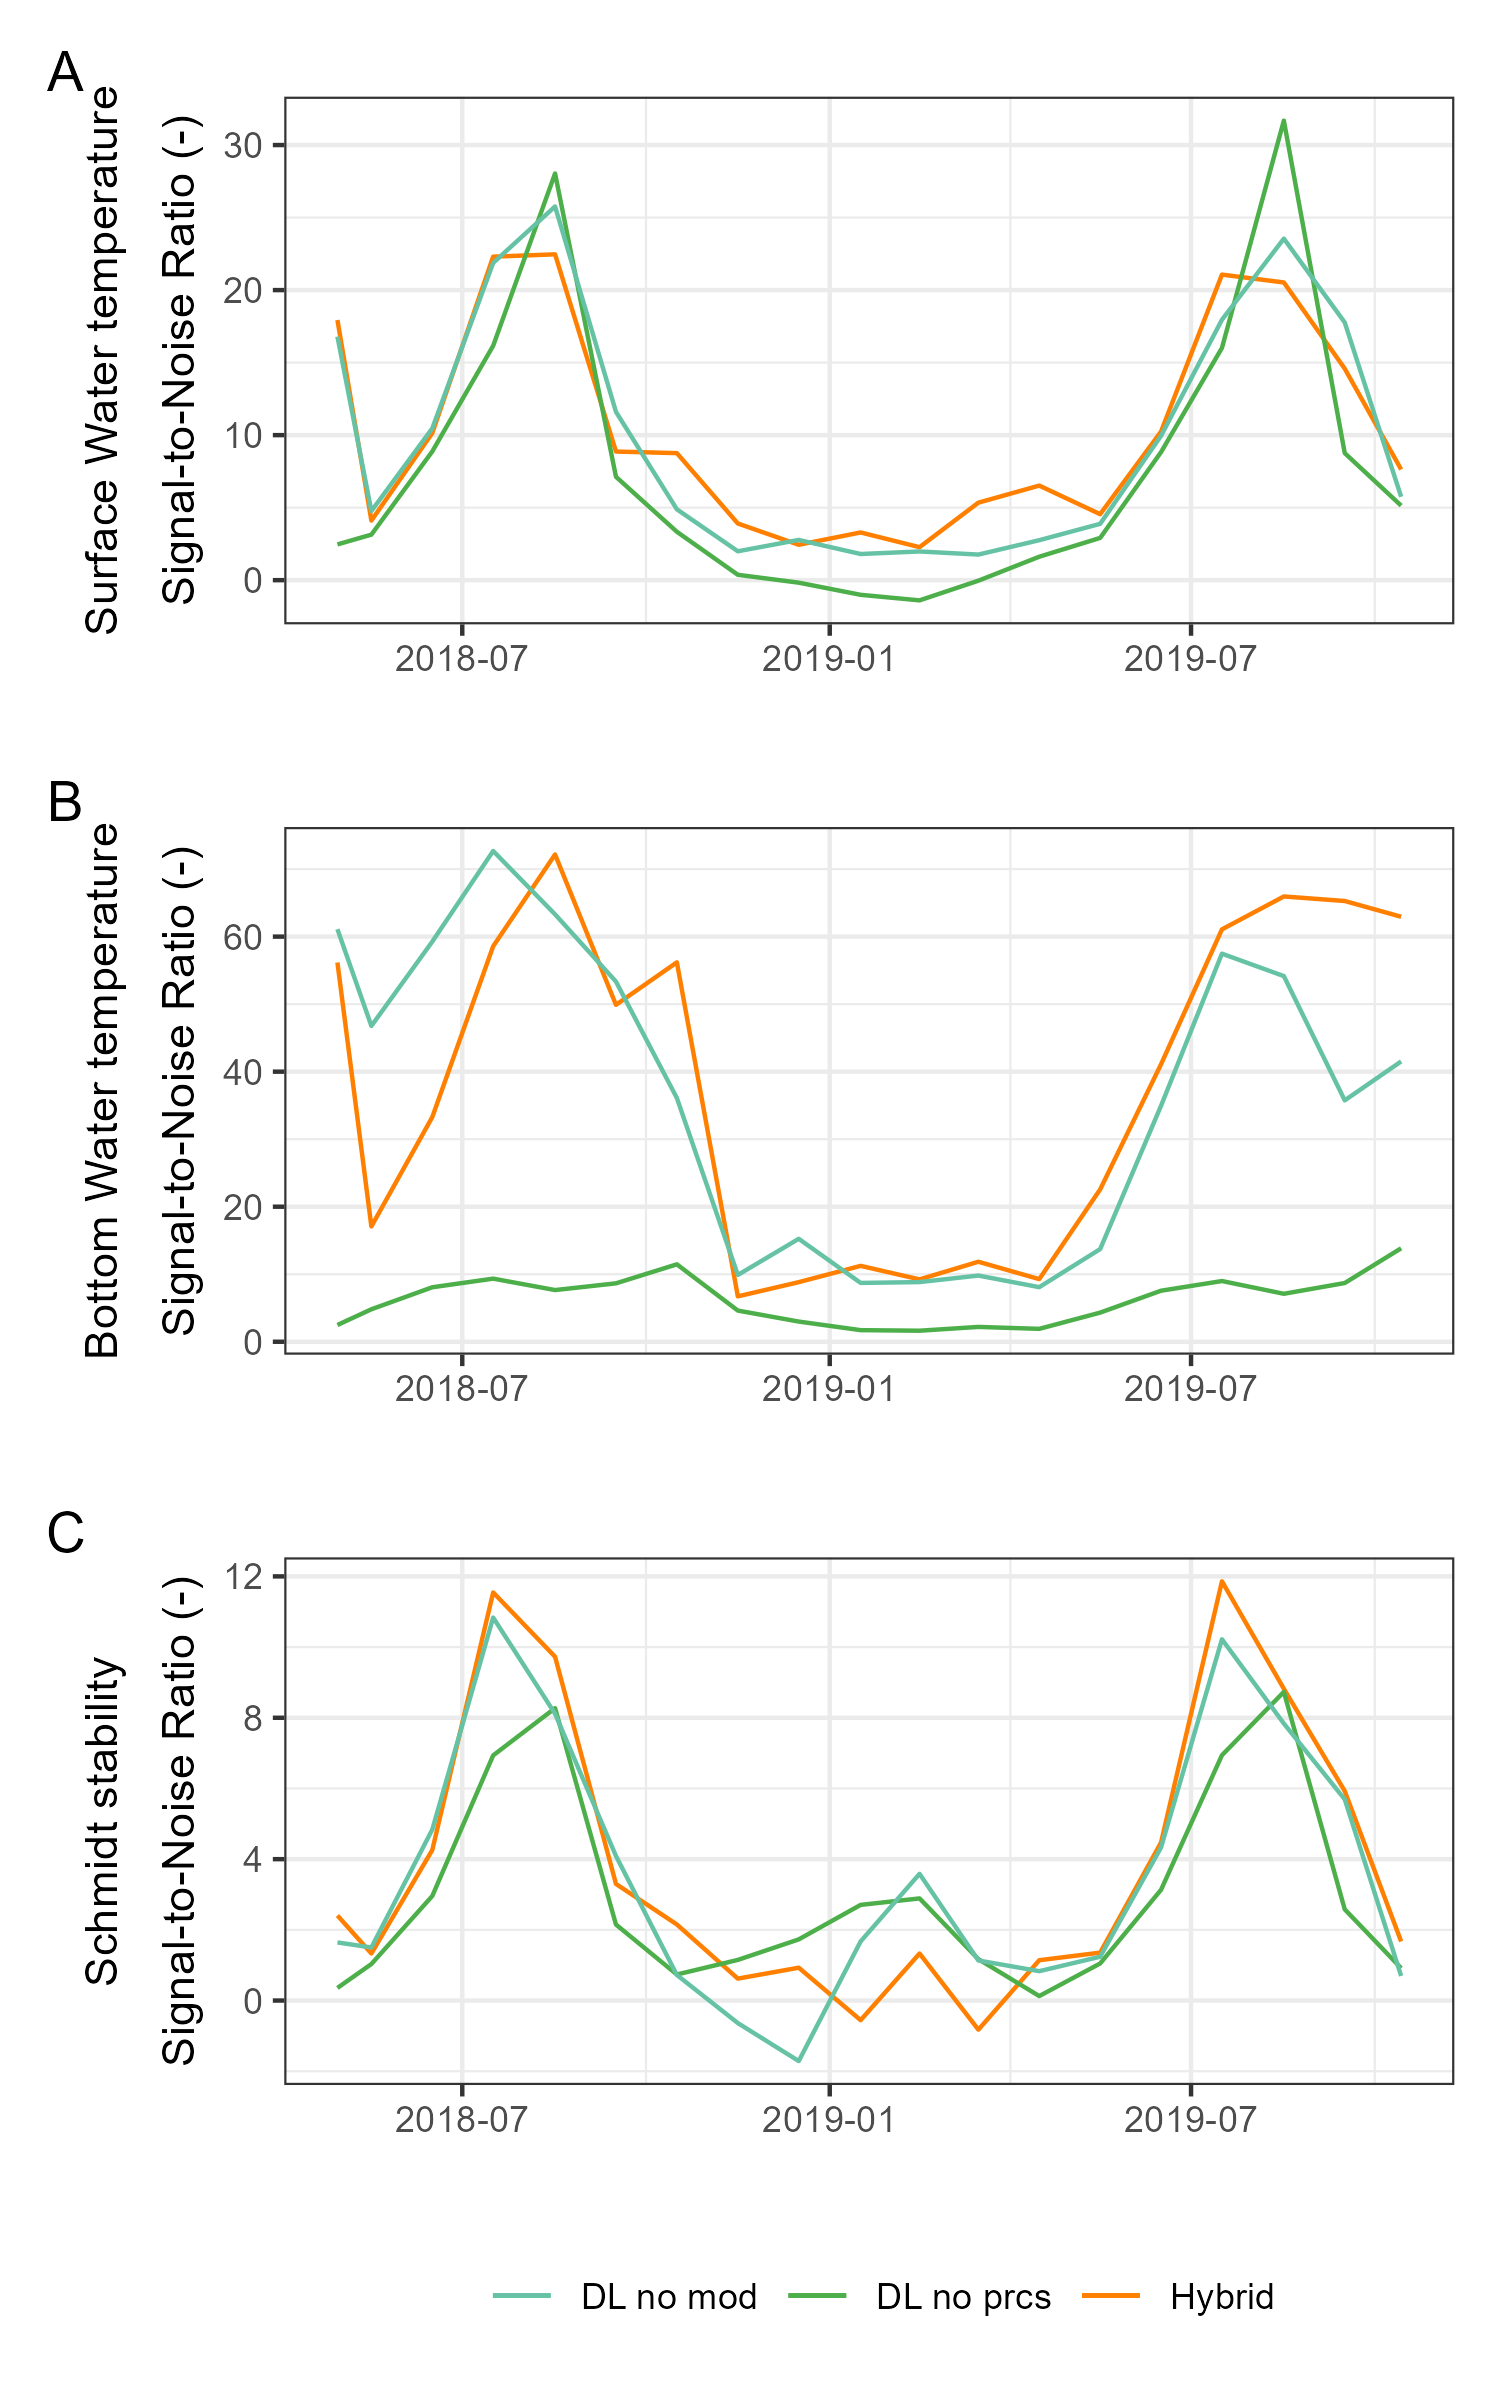 A
Surface Water temperature
Signal-to-Noise Ratio (-)
30
20
10
0
2018-07 2019-01 2019-07
B
Bottom Water temperature
Signal-to-Noise Ratio (-)
60
40
20
0
2018-07 2019-01 2019-07
C
Schmidt stability
Signal-to-Noise Ratio (-)
12
8
4
0
2018-07 2019-01 2019-07
DL no mod DL no prcs Hybrid